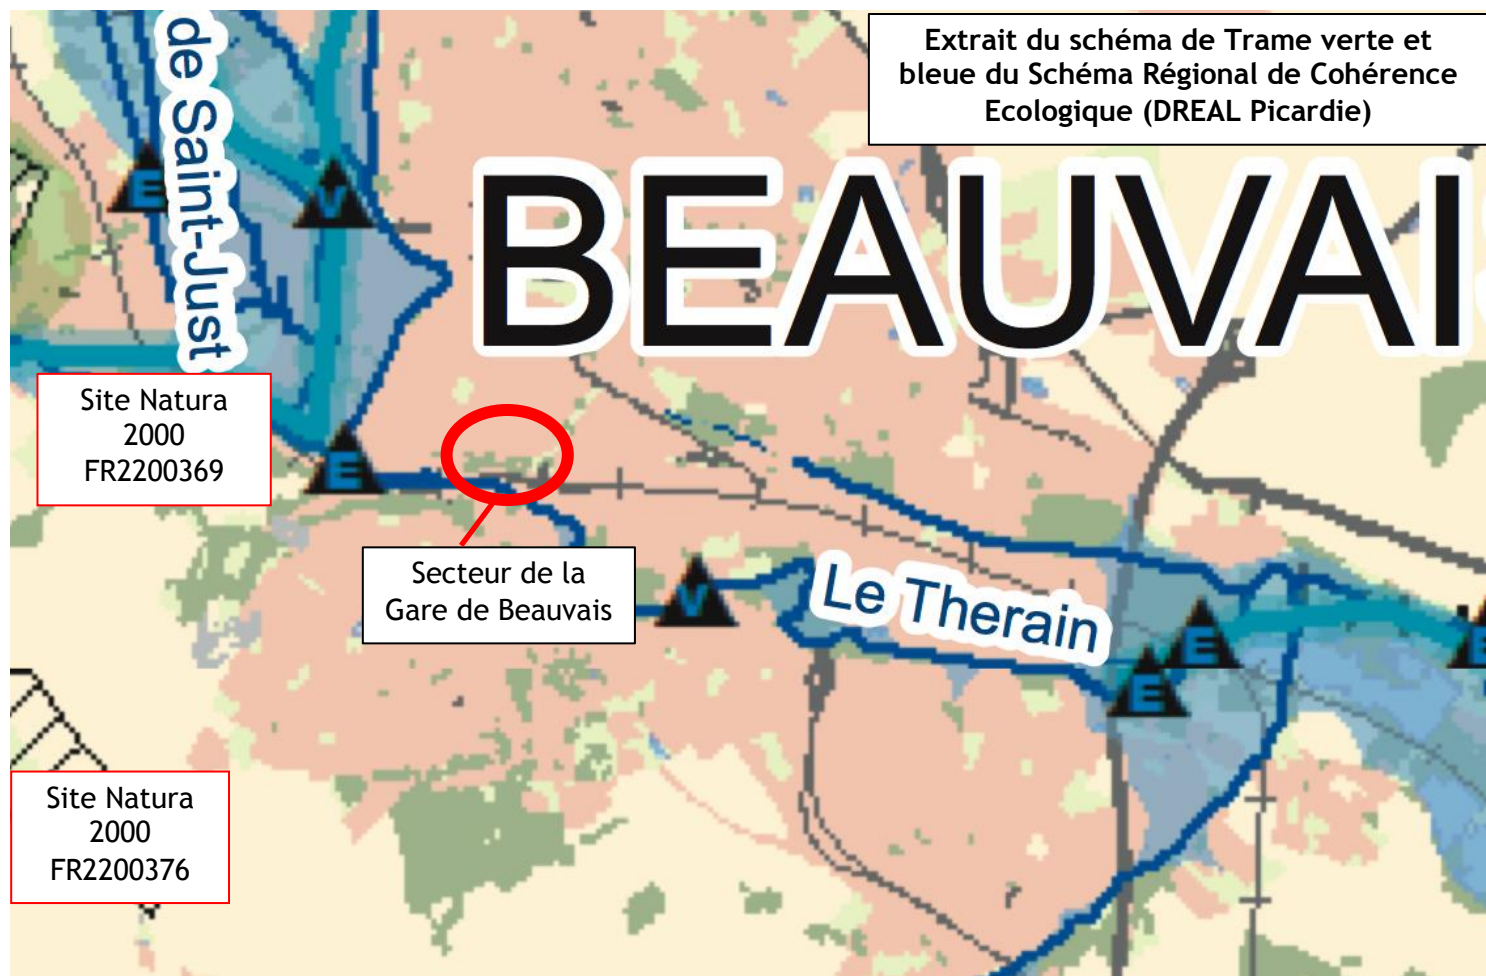 Extrait du schéma de Trame verte et
bleue du Schéma Régional de Cohérence
Ecologique (DREAL Picardie)
de Saint-Just
E
V
BEAUVAIS
Site Natura
2000
FR2200369
E
Secteur de la
Gare de Beauvais
V
Le Therain
E
E
E
Site Natura
2000
FR2200376